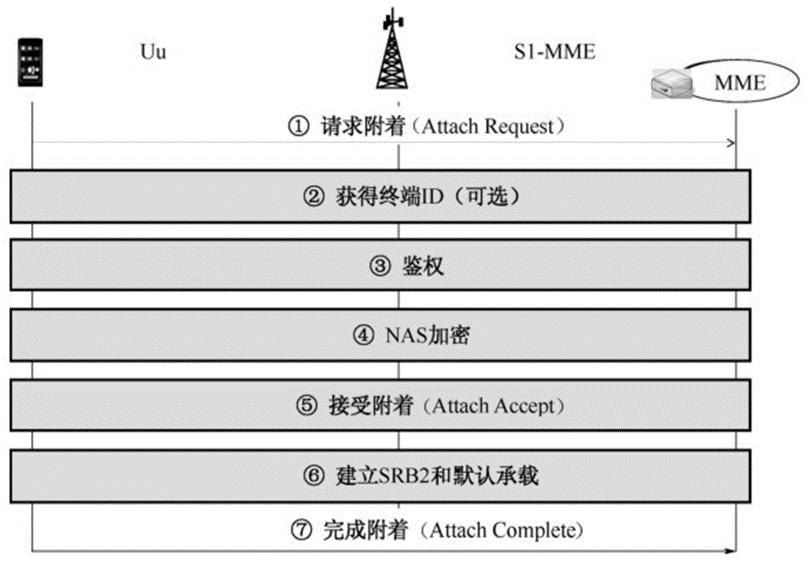 Uu
S1-MME
MME
① 请求附着（Attach Request）
② 获得终端ID（可选）
③ 鉴权
④ NAS加密
⑤ 接受附着（Attach Accept）
⑥ 建立SRB2和默认承载
⑦ 完成附着（Attach Complete）